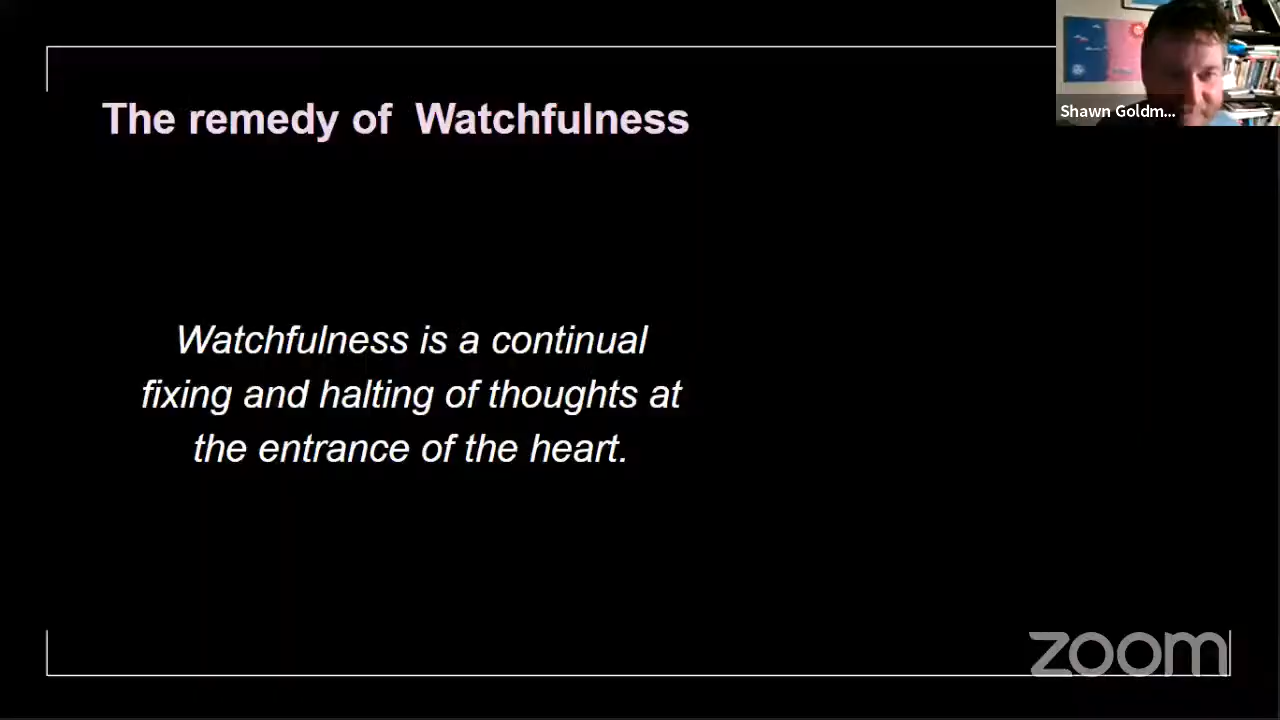 The remedy of Watchfulness
Shawn Goldm...
Watchfulness is a continual
fixing and halting of thoughts at
the entrance of the heart.
zoom